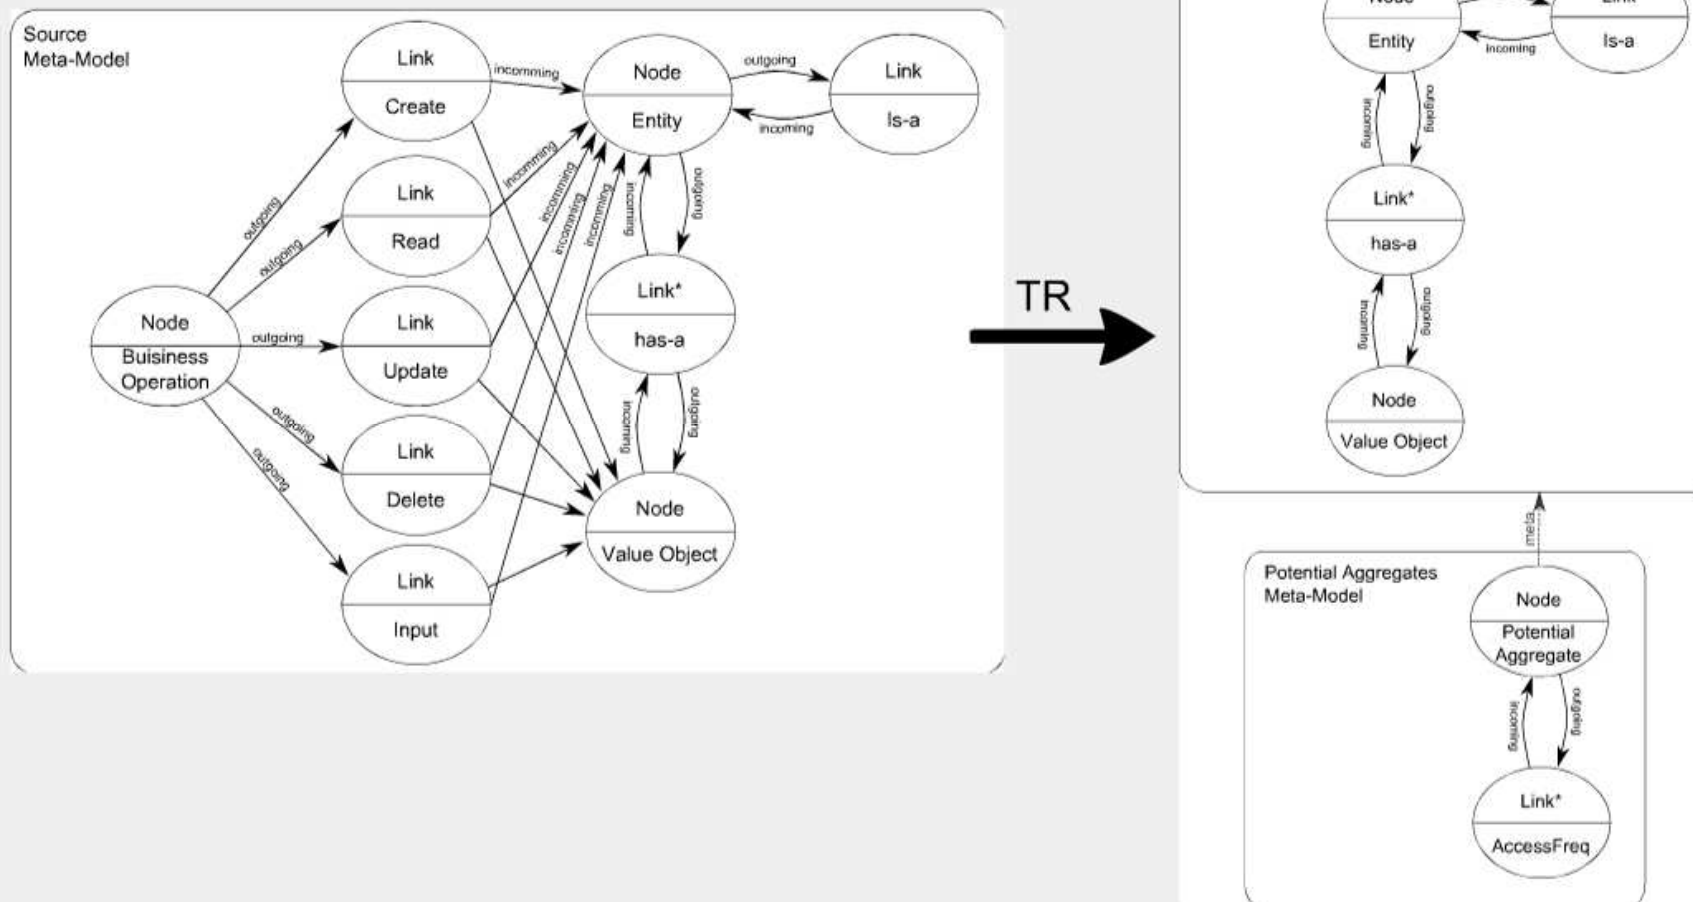 Source
Meta-Model
Link
Create
incomming
Node
Entity
outgoing
incoming
Link
Is-a
Link
Read
outgoing
incomming
Link
Update
outgoing
incomming
Node
Buisiness
Operation
outgoing
incomming
Link
Delete
outgoing
incomming
Link
Input
outgoing
incoming
outgoing
Link*
has-a
incoming
outgoing
Node
Value Object
TR
Node
Entity
incoming
Link
Is-a
incoming
outgoing
Link*
has-a
incoming
outgoing
Node
Value Object
meta
Potential Aggregates
Meta-Model
Node
Potential
Aggregate
incoming
outgoing
Link*
AccessFreq